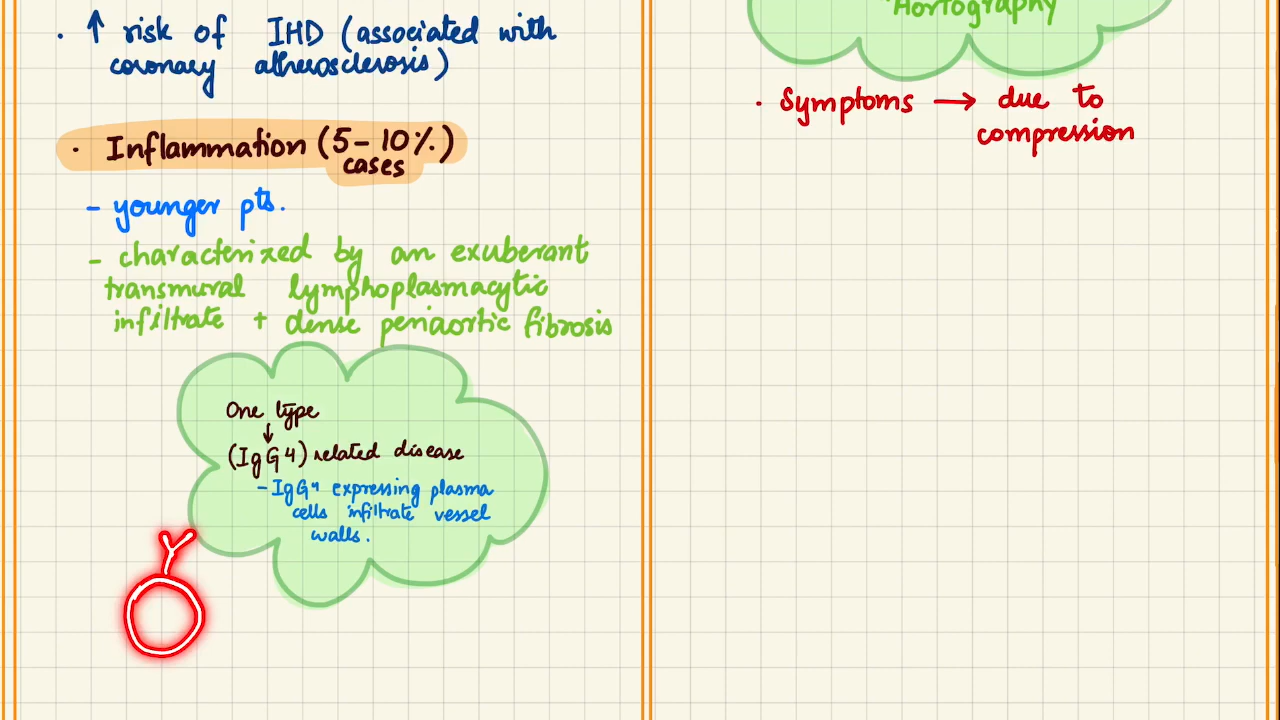 . ↑ risk of IHD (associated with
coronary atherosclerosis)
. Inflammation (5-10%)
cases
- younger pts.
- characterized by an exuberant
transmural lymphoplasmacytic
infiltrate + dense periaortic fibrosis
One type
↓
(IgG4) related disease
- IgG4 expressing plasma
cells infiltrate vessel
walls.
Aortography
. Symptoms → due to
compression